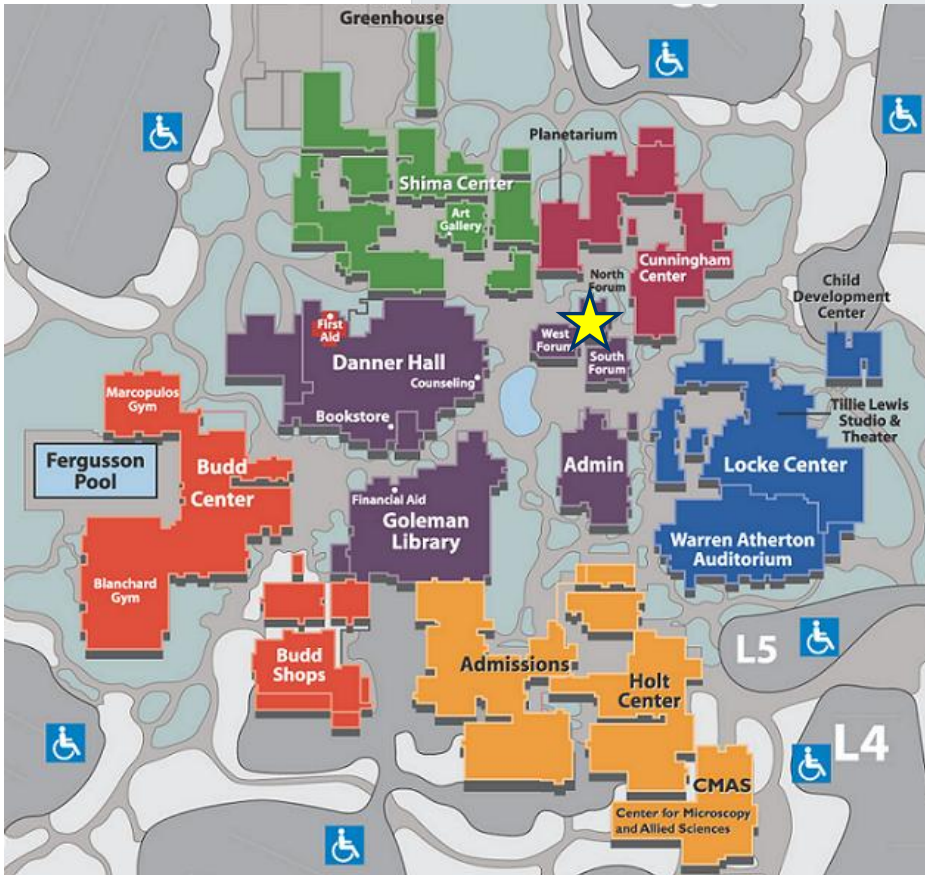 Greenhouse
Planetarium
Shima Center
Art
Gallery
Cunningham
Center
North
Forum
Child
Development
Center
First
Aid
West
Forum
South
Forum
Danner Hall
Counseling
Bookstore
Marcopulos
Gym
Tillie Lewis
Studio &
Theater
Fergusson
Pool
Budd
Center
Admin
Locke Center
Financial Aid
Goleman
Library
Warren Atherton
Auditorium
Blanchard
Gym
Budd
Shops
Admissions
L5
Holt
Center
L4
CMAS
Center for Microscopy
and Allied Sciences